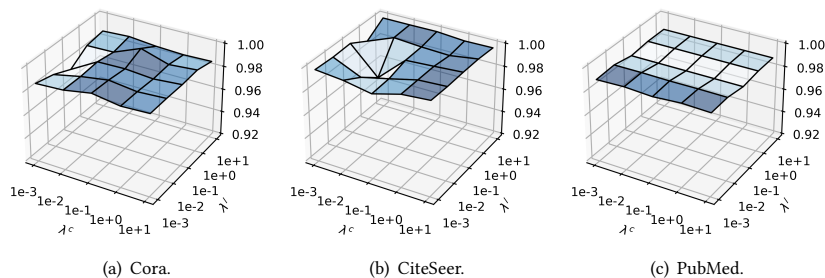 1.00
0.98
0.96
0.94
0.92
1e+1
1e+0
1e-1
1e-2
1e-3
1e-3
1e-2
1e-1
1e+0
1e+1
λᶜ
(a) Cora.
1.00
0.98
0.96
0.94
0.92
1e+1
1e+0
1e-1
1e-2
1e-3
1e-3
1e-2
1e-1
1e+0
1e+1
λᶜ
(b) CiteSeer.
1.00
0.98
0.96
0.94
0.92
1e+1
1e+0
1e-1
1e-2
1e-3
1e-3
1e-2
1e-1
1e+0
1e+1
λᶜ
(c) PubMed.